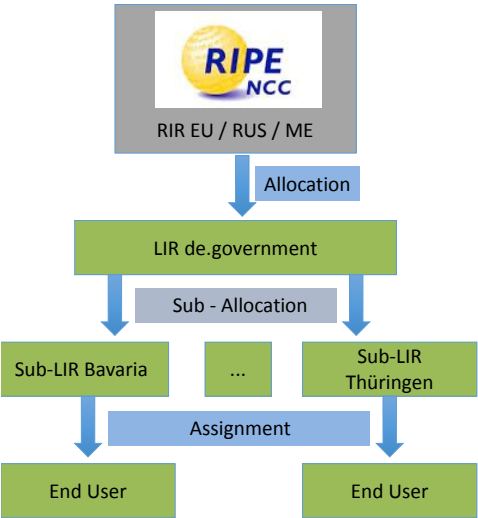 RIPE
NCC
RIR EU / RUS / ME
Allocation
LIR de.government
Sub - Allocation
Sub-LIR Bavaria
...
Sub-LIR
Thüringen
Assignment
End User
End User